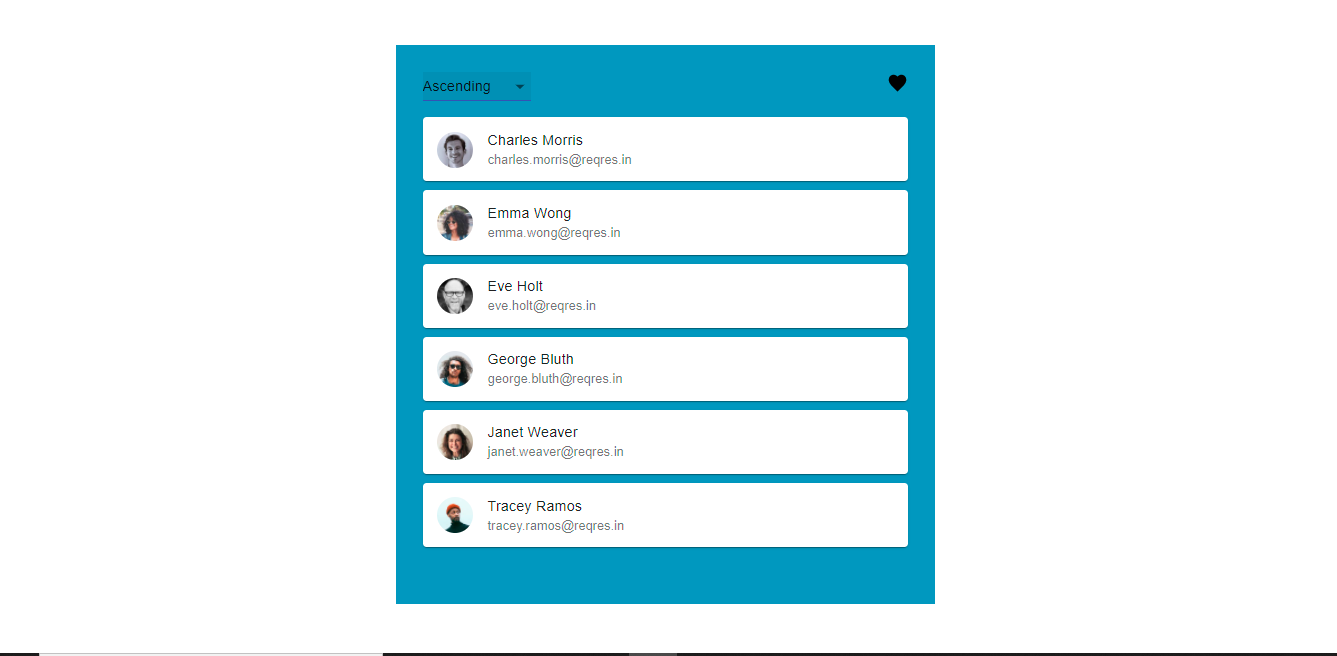 Ascending
Charles Morris
charles.morris@reqres.in
Emma Wong
emma.wong@reqres.in
Eve Holt
eve.holt@reqres.in
George Bluth
george.bluth@reqres.in
Janet Weaver
janet.weaver@reqres.in
Tracey Ramos
tracey.ramos@reqres.in